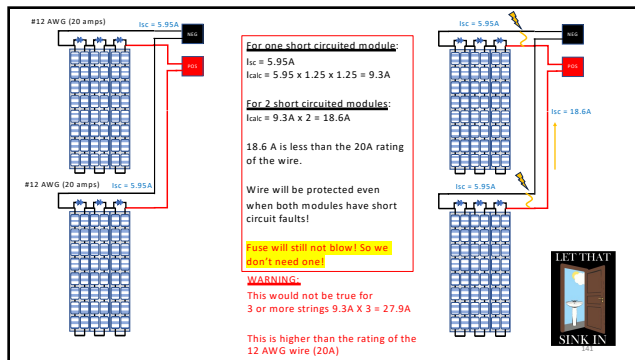 #12 AWG (20 amps)
Isc = 5.95A
NEG
POS
#12 AWG (20 amps)
Isc = 5.95A
For one short circuited module:
Isc = 5.95A
Icalc = 5.95 x 1.25 x 1.25 = 9.3A
For 2 short circuited modules:
Icalc = 9.3A x 2 = 18.6A
18.6 A is less than the 20A rating
of the wire.
Wire will be protected even
when both modules have short
circuit faults!
Fuse will still not blow! So we
don't need one!
WARNING:
This would not be true for
3 or more strings 9.3A X 3 = 27.9A
This is higher than the rating of the
12 AWG wire (20A)
Isc = 5.95A
NEG
POS
Isc = 18.6A
Isc = 5.95A
LET THAT
SINK IN
141